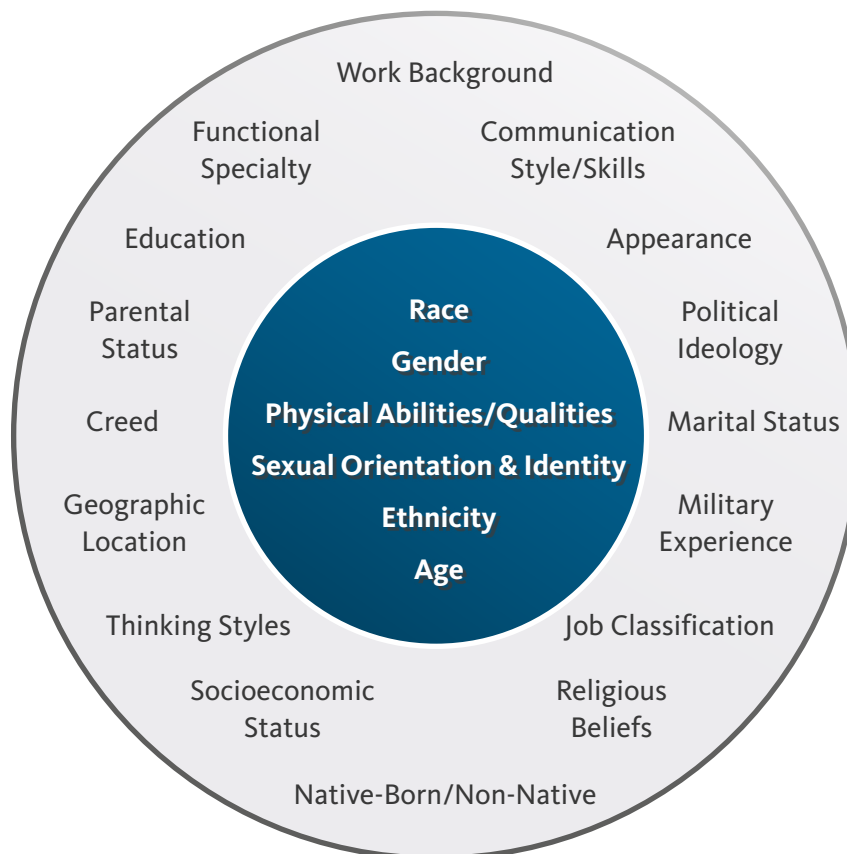 Work Background
Functional
Specialty
Communication
Style/Skills
Education
Appearance
Parental
Status
Political
Ideology
Creed
Marital Status
Geographic
Location
Military
Experience
Thinking Styles
Job Classification
Socioeconomic
Status
Religious
Beliefs
Native-Born/Non-Native
Race
Gender
Physical Abilities/Qualities
Sexual Orientation & Identity
Ethnicity
Age